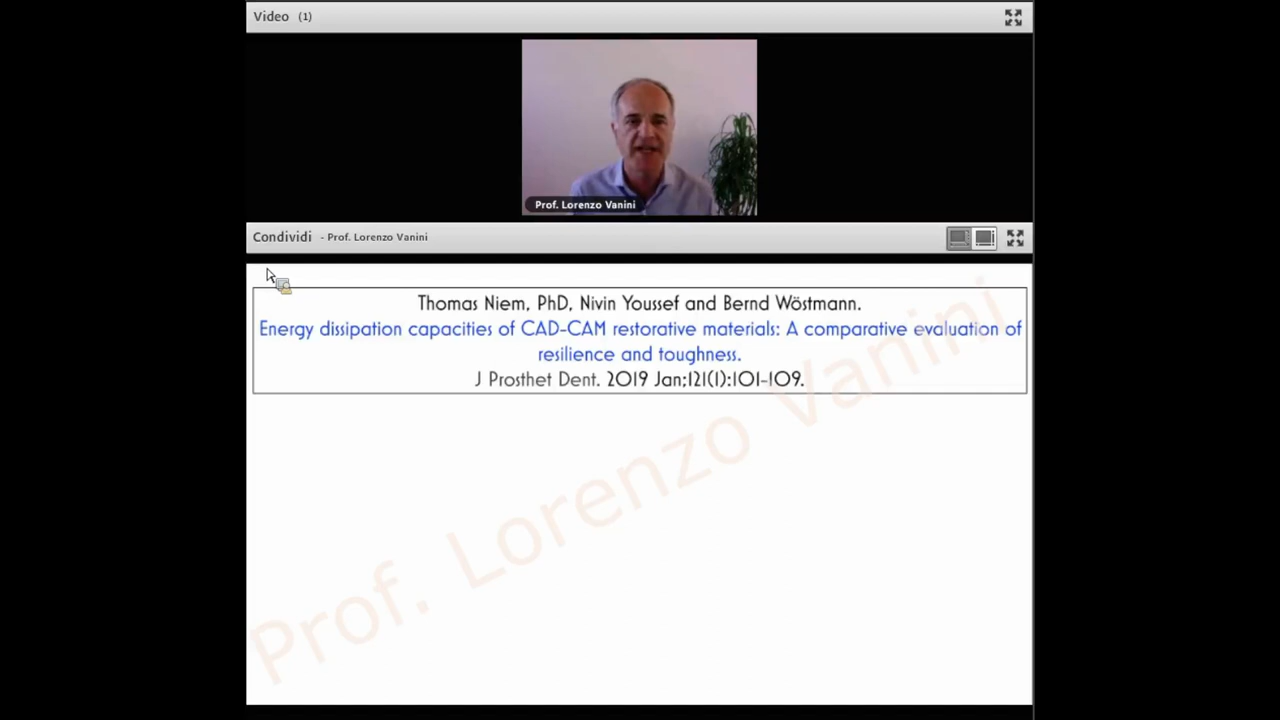 Video (1)
Prof. Lorenzo Vanini
Condividi - Prof. Lorenzo Vanini
Thomas Niem, PhD, Nivin Youssef and Bernd Wöstmann.
Energy dissipation capacities of CAD-CAM restorative materials: A comparative evaluation of
resilience and toughness.
J Prosthet Dent. 2019 Jan;121(1):101-109.
Prof. Lorenzo Vanini